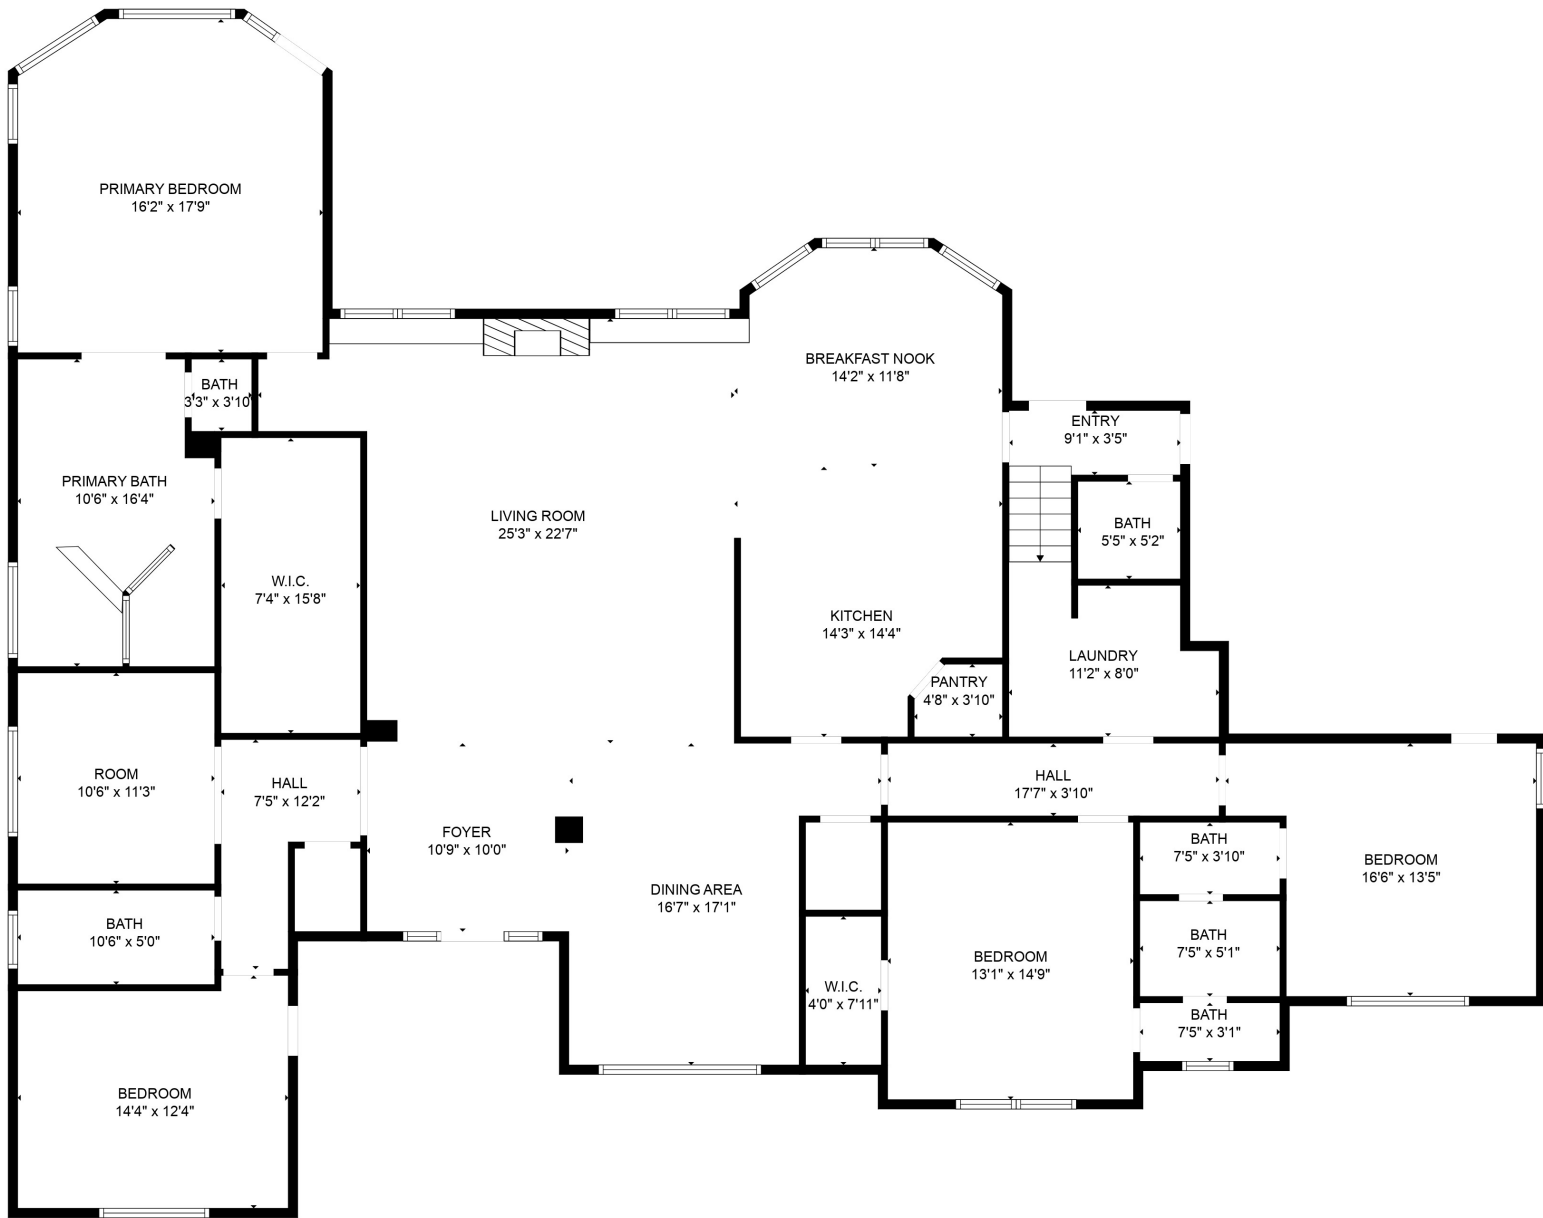 PRIMARY BEDROOM
16'2" x 17'9"
BREAKFAST NOOK
14'2" x 11'8"
BATH
3'3" x 3'10"
ENTRY
9'1" x 3'5"
PRIMARY BATH
10'6" x 16'4"
LIVING ROOM
25'3" x 22'7"
BATH
5'5" x 5'2"
W.I.C.
7'4" x 15'8"
KITCHEN
14'3" x 14'4"
LAUNDRY
11'2" x 8'0"
PANTRY
4'8" x 3'10"
ROOM
10'6" x 11'3"
HALL
7'5" x 12'2"
HALL
17'7" x 3'10"
FOYER
10'9" x 10'0"
BATH
7'5" x 3'10"
BEDROOM
16'6" x 13'5"
DINING AREA
16'7" x 17'1"
BATH
10'6" x 5'0"
BATH
7'5" x 5'1"
BEDROOM
13'1" x 14'9"
W.I.C.
4'0" x 7'11"
BATH
7'5" x 3'1"
BEDROOM
14'4" x 12'4"